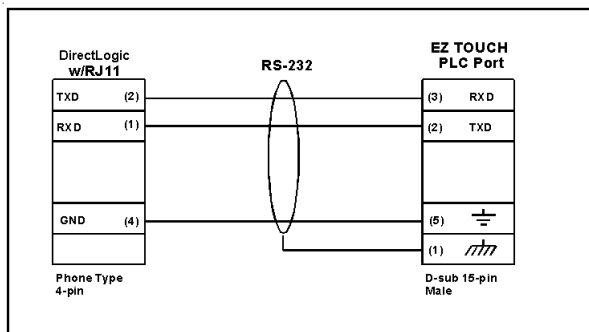 DirectLogic
w/RJ11
RS-232
EZ TOUCH
PLC Port
TXD (2)
(3) RXD
RXD (1)
(2) TXD
GND (4)
(5)
(1)
Phone Type
4-pin
D-sub 15-pin
Male